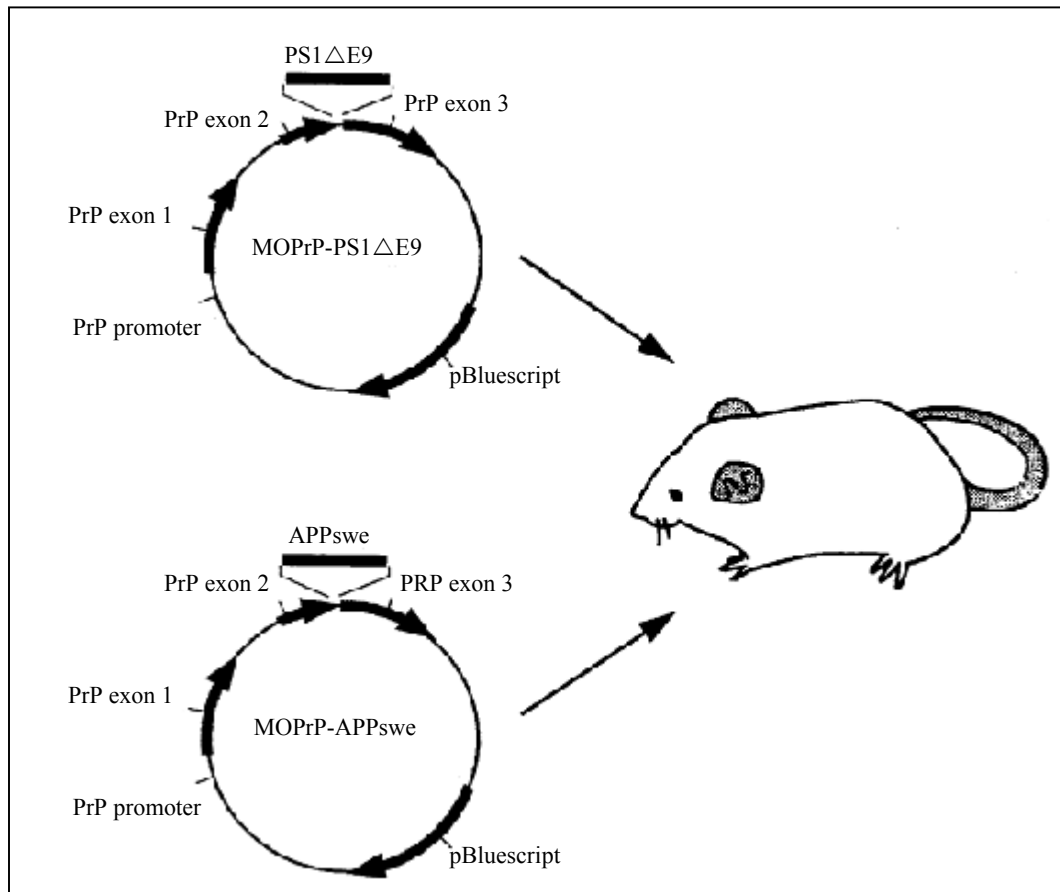 PS1△E9
PrP exon 2
PrP exon 3
PrP exon 1
MOPrP-PS1△E9
PrP promoter
pBluescript
APPswe
PrP exon 2
PRP exon 3
PrP exon 1
MOPrP-APPswe
PrP promoter
pBluescript